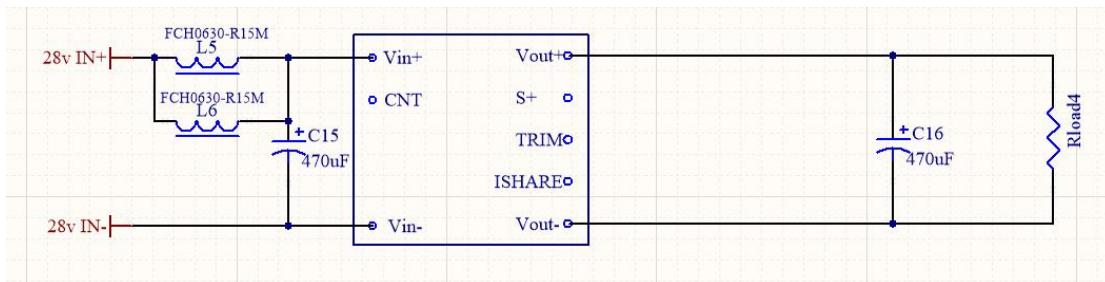 FCH0630-R15M
L5
28v IN+
FCH0630-R15M
L6
+
C15
470uF
28v IN-
Vin+
CNT
Vin-
Vout+
S+
TRIM
ISHARE
Vout-
+
C16
470uF
Rload4